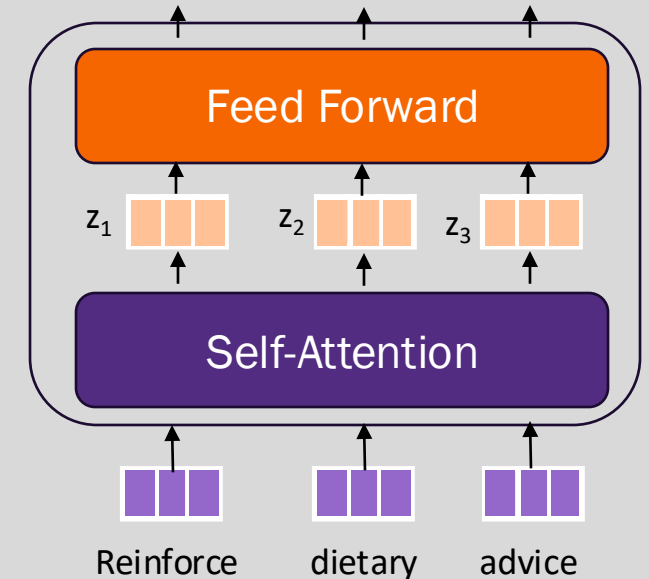 Feed Forward
z₁ z₂ z₃
Self-Attention
Reinforce dietary advice